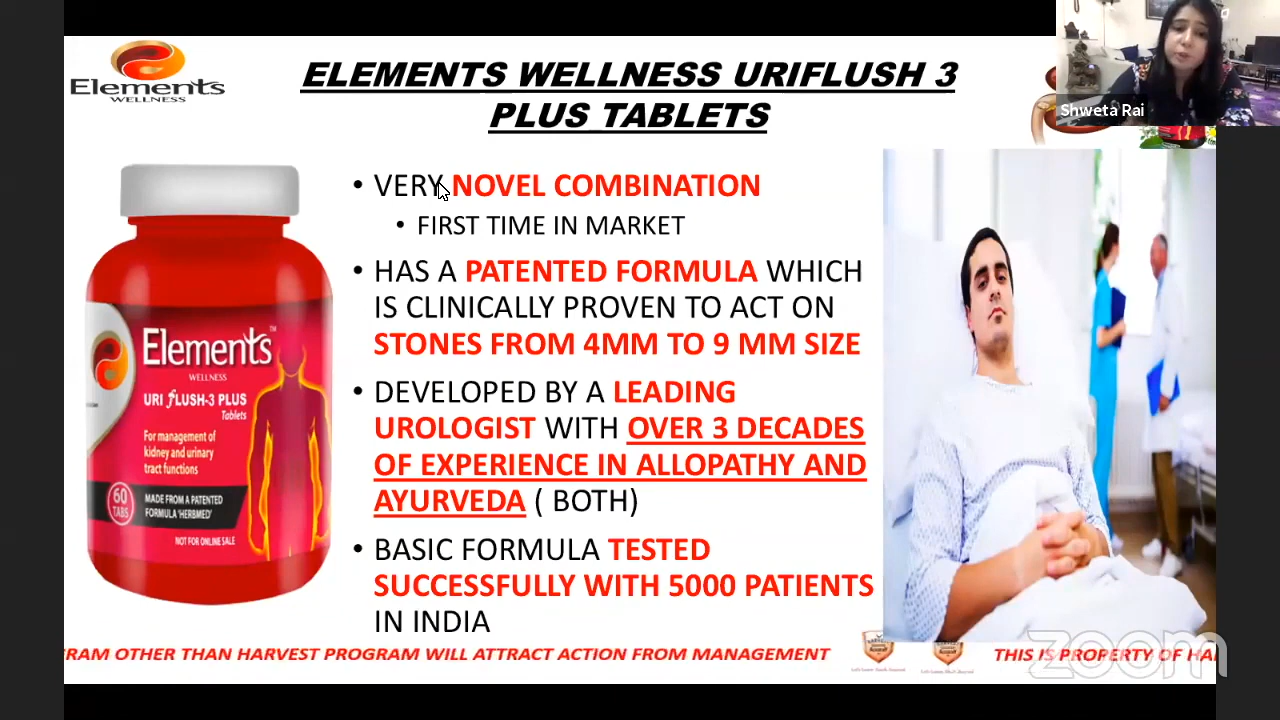 Elements
WELLNESS
ELEMENTS WELLNESS URIFLUSH 3
PLUS TABLETS
Shweta Rai
• VERY NOVEL COMBINATION
• FIRST TIME IN MARKET
• HAS A PATENTED FORMULA WHICH
IS CLINICALLY PROVEN TO ACT ON
STONES FROM 4MM TO 9 MM SIZE
• DEVELOPED BY A LEADING
UROLOGIST WITH OVER 3 DECADES
OF EXPERIENCE IN ALLOPATHY AND
AYURVEDA ( BOTH)
• BASIC FORMULA TESTED
SUCCESSFULLY WITH 5000 PATIENTS
IN INDIA
Elements™
WELLNESS
URI FLUSH-3 PLUS
Tablets
For management of
kidney and urinary
tract functions
60
TABS
MADE FROM A PATENTED
FORMULA 'HERBMED'
NOT FOR ONLINE SALE
OTHER THAN HARVEST PROGRAM WILL ATTRACT ACTION FROM MANAGEMENT
THIS IS PROPERTY OF
zoom